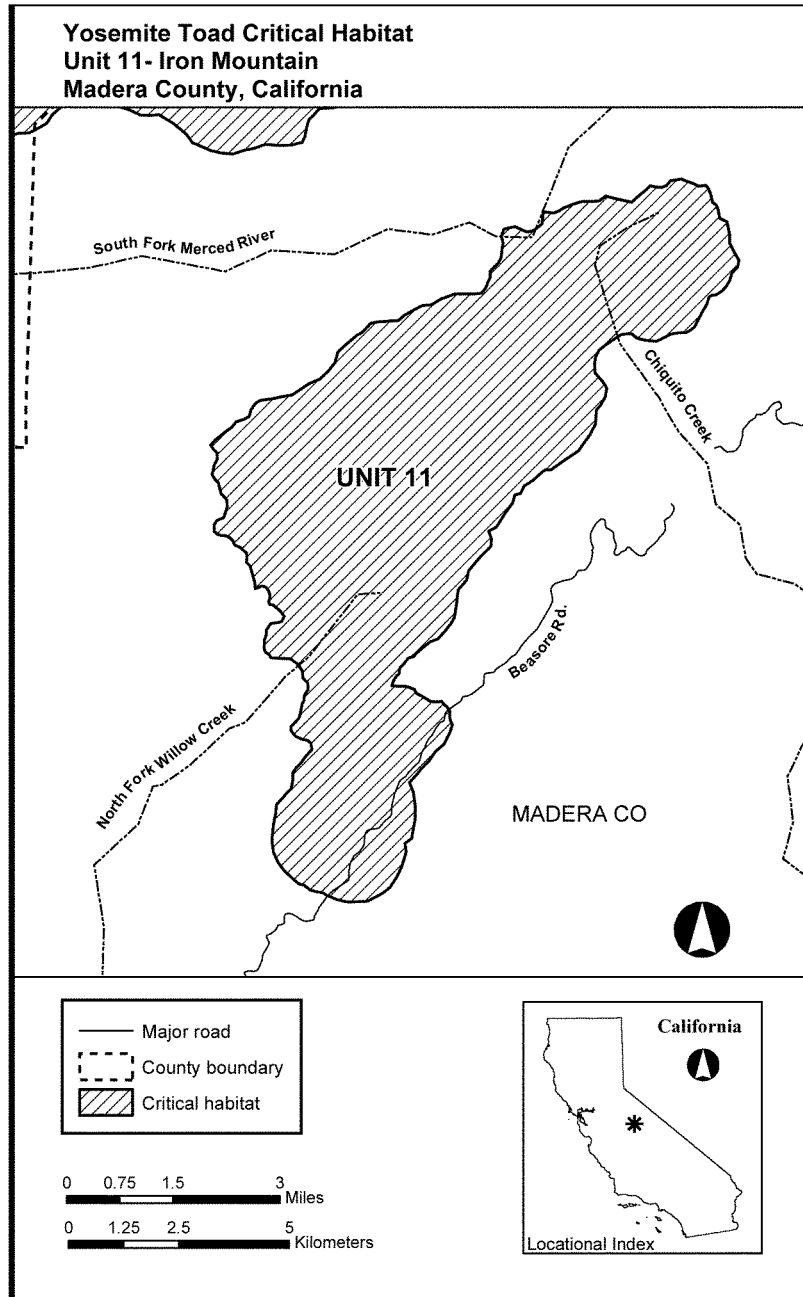 Yosemite Toad Critical Habitat
Unit 11- Iron Mountain
Madera County, California
South Fork Merced River
Chiquito Creek
UNIT 11
Beasore Rd.
North Fork Willow Creek
MADERA CO
Major road
County boundary
Critical habitat
0 0.75 1.5 3
Miles
0 1.25 2.5 5
Kilometers
California
Locational Index